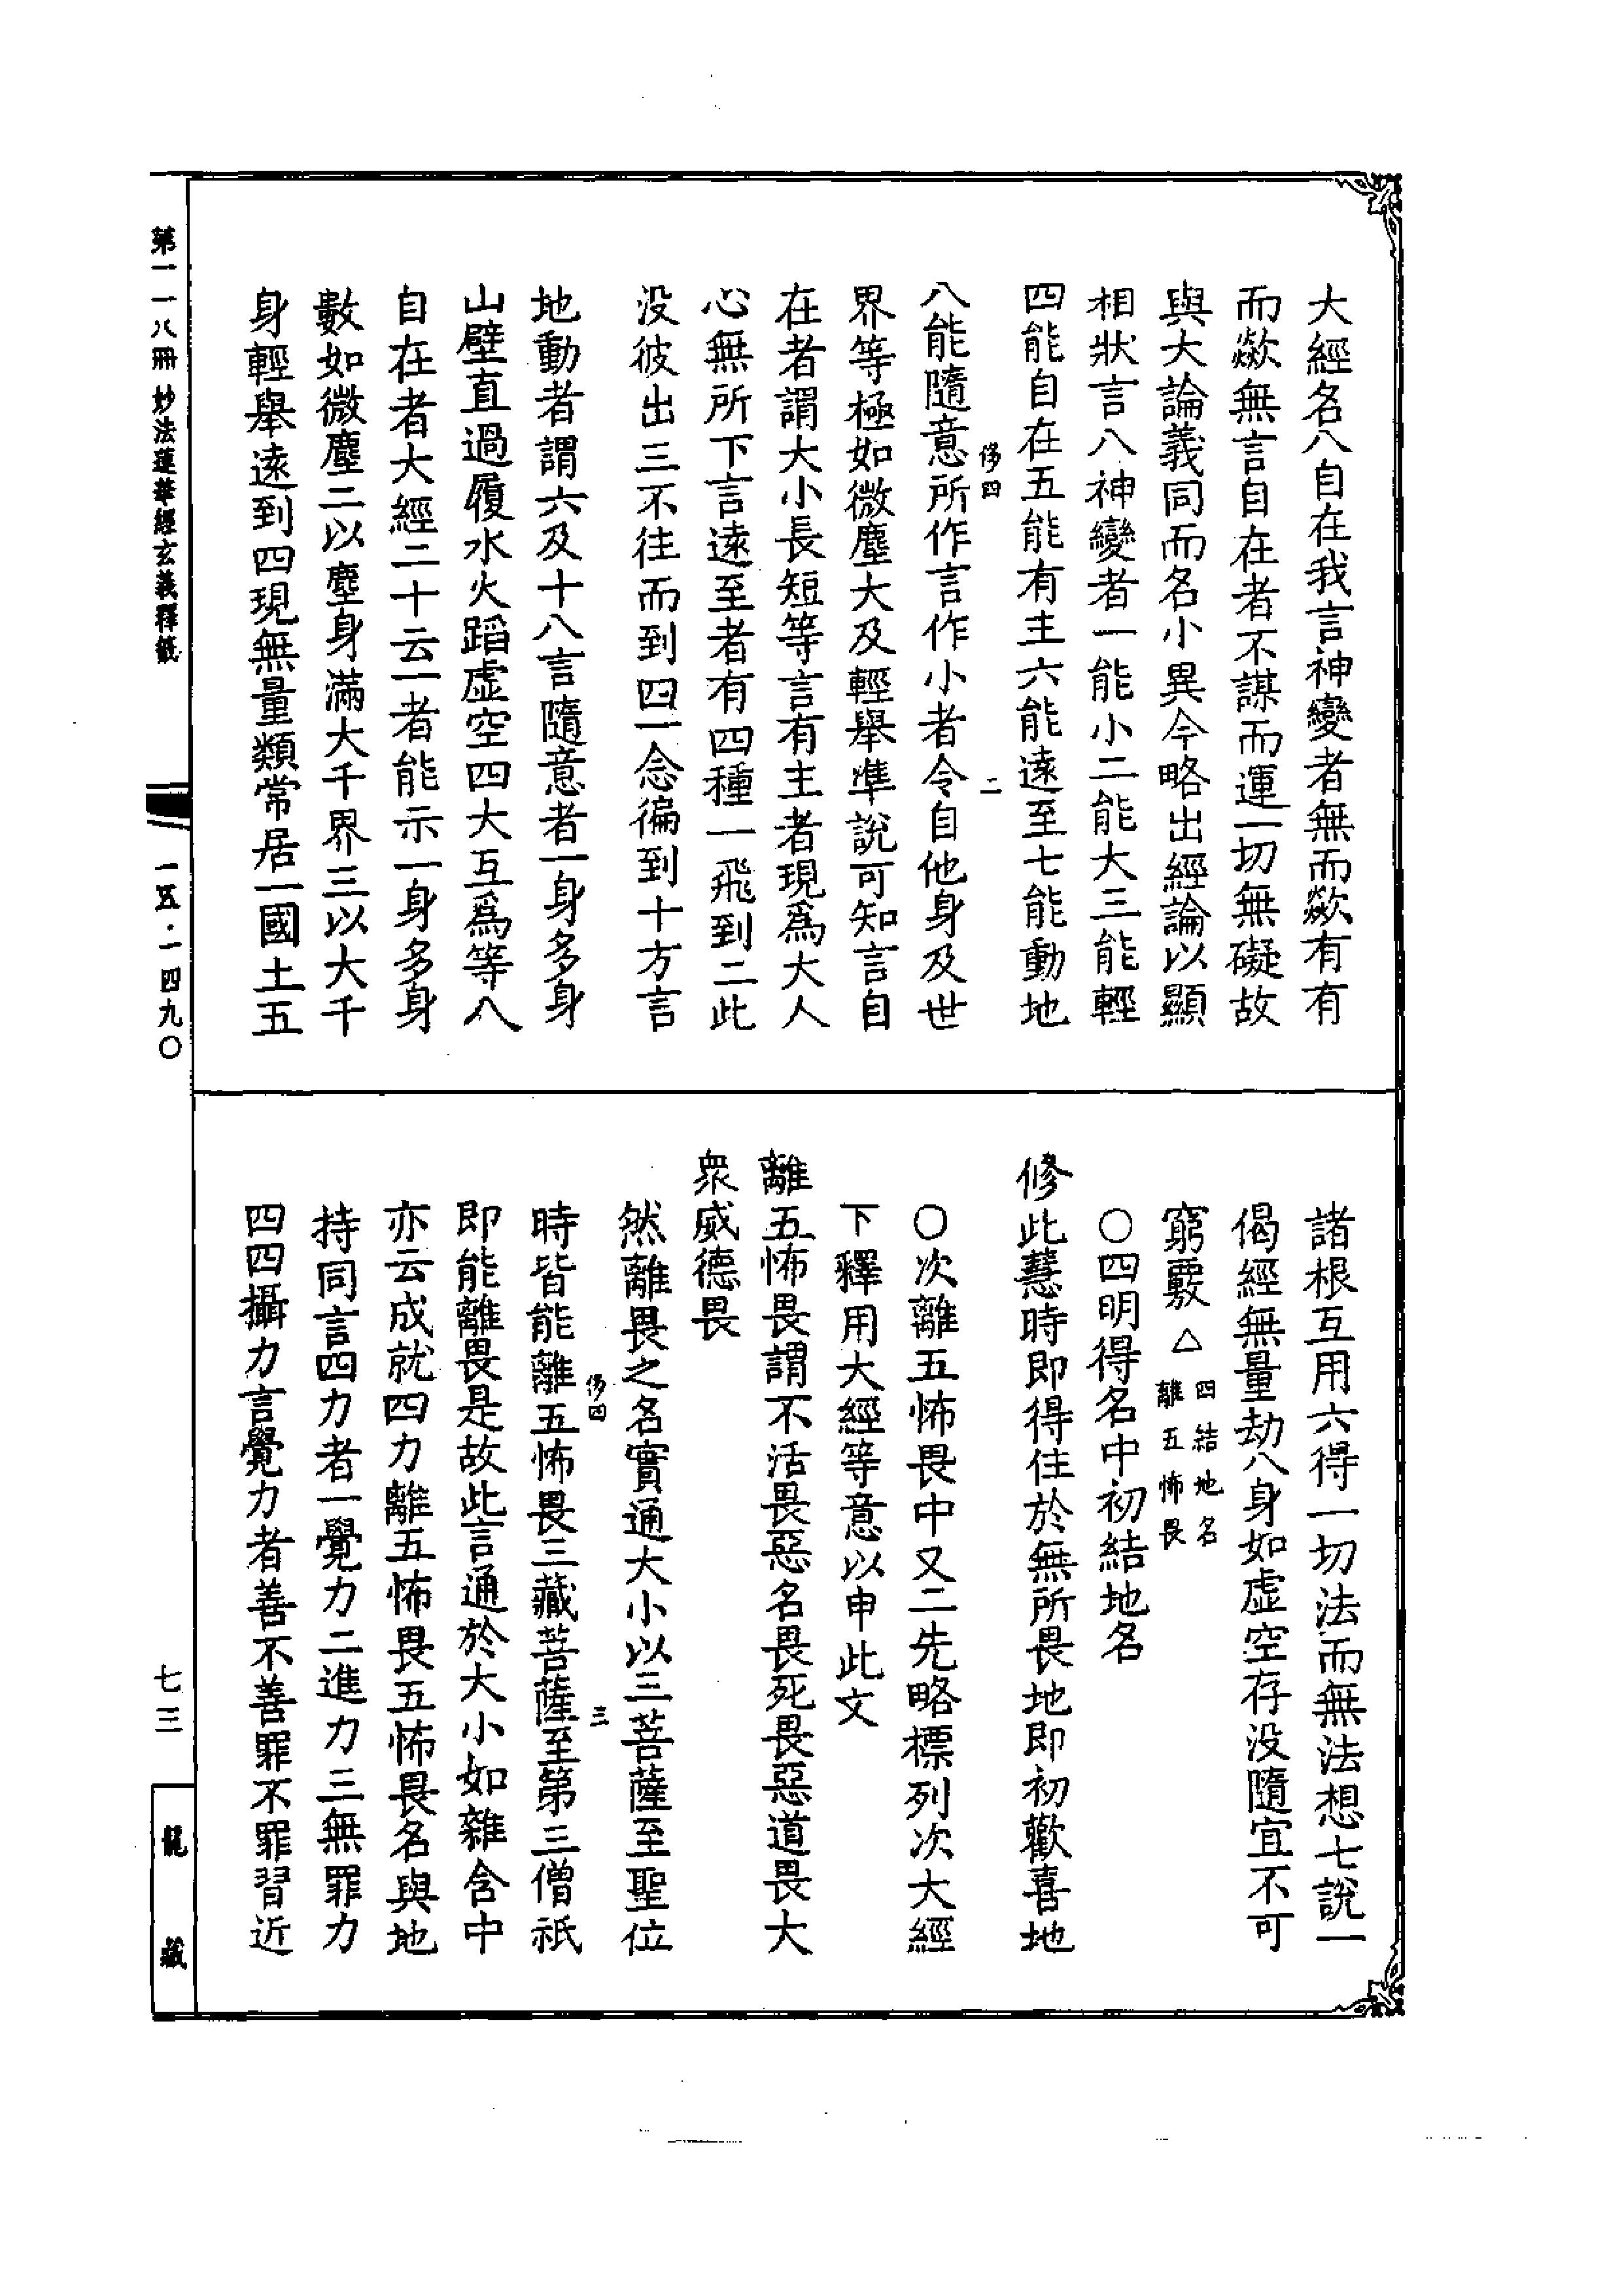 大經名八自在我言神變者無而歘有有
而歘無言自在者不謀而運一切無礙故
與大論義同而名小異今略出經論以顯
相狀言八神變者一能小二能大三能輕
四能自在五能有主六能遠至七能動地
侈四
二
八能隨意所作言作小者令自他身及世
界等極如微塵大及輕舉準說可知言自
在者謂大小長短等言有主者現為大人
心無所下言遠至者有四種一飛到二此
没彼出三不往而到四一念徧到十方言
地動者謂六及十八言隨意者一身多身
山壁直過履水火蹈虛空四大互為等八
自在者大經二十云一者能示一身多身
數如微塵二以塵身滿大千界三以大千
身輕舉遠到四現無量類常居一國土五
諸根互用六得一切法而無法想七說一
偈經無量劫八身如虛空存没隨宜不可
窮覈△
四結地名
離五怖畏
○四明得名中初結地名
修此慧時即得住於無所畏地即初歡喜地
○次離五怖畏中又二先略標列次大經
下釋用大經等意以申此文
離五怖畏謂不活畏惡名畏死畏惡道畏大
眾威德畏
然離畏之名實通大小以三菩薩至聖位
侈四
三
時皆能離五怖畏三藏菩薩至第三僧祇
即能離畏是故此言通於大小如雜含中
亦云成就四力離五怖畏五怖畏名與地
持同言四力者一覺力二進力三無罪力
四四攝力言覺力者善不善罪不罪習近
第一一八冊 妙法蓮華經玄義釋籤
一五·一四九〇
七三
龍藏